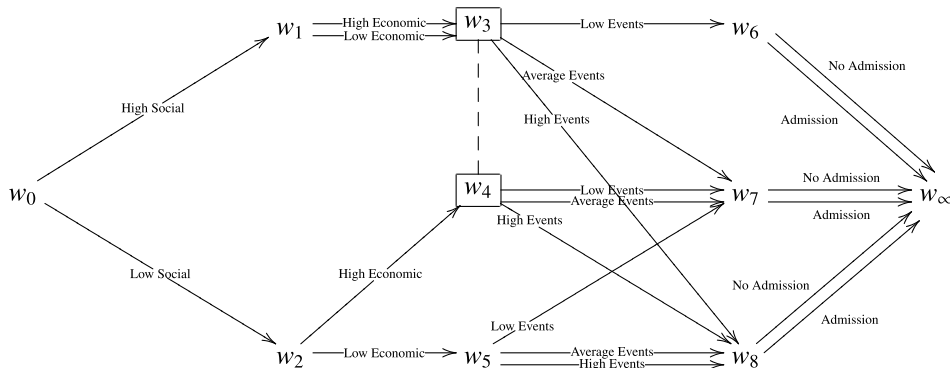 w₁
High Economic
Low Economic
w₃
Low Events
w₆
Average Events
No Admission
High Social
High Events
Admission
w₀
w₄
Low Events
Average Events
w₇
No Admission
Admission
w∞
High Events
Low Social
High Economic
No Admission
Low Events
Admission
w₂
Low Economic
w₅
Average Events
High Events
w₈